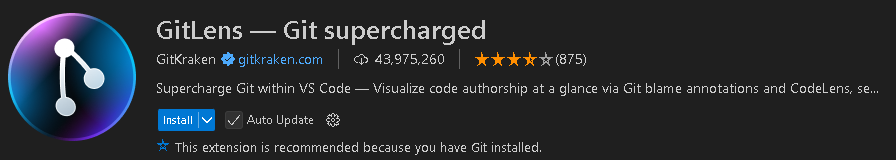 GitLens — Git supercharged
GitKraken gitkraken.com 43,975,260 (875)
Supercharge Git within VS Code — Visualize code authorship at a glance via Git blame annotations and CodeLens, se...
Install Auto Update
This extension is recommended because you have Git installed.